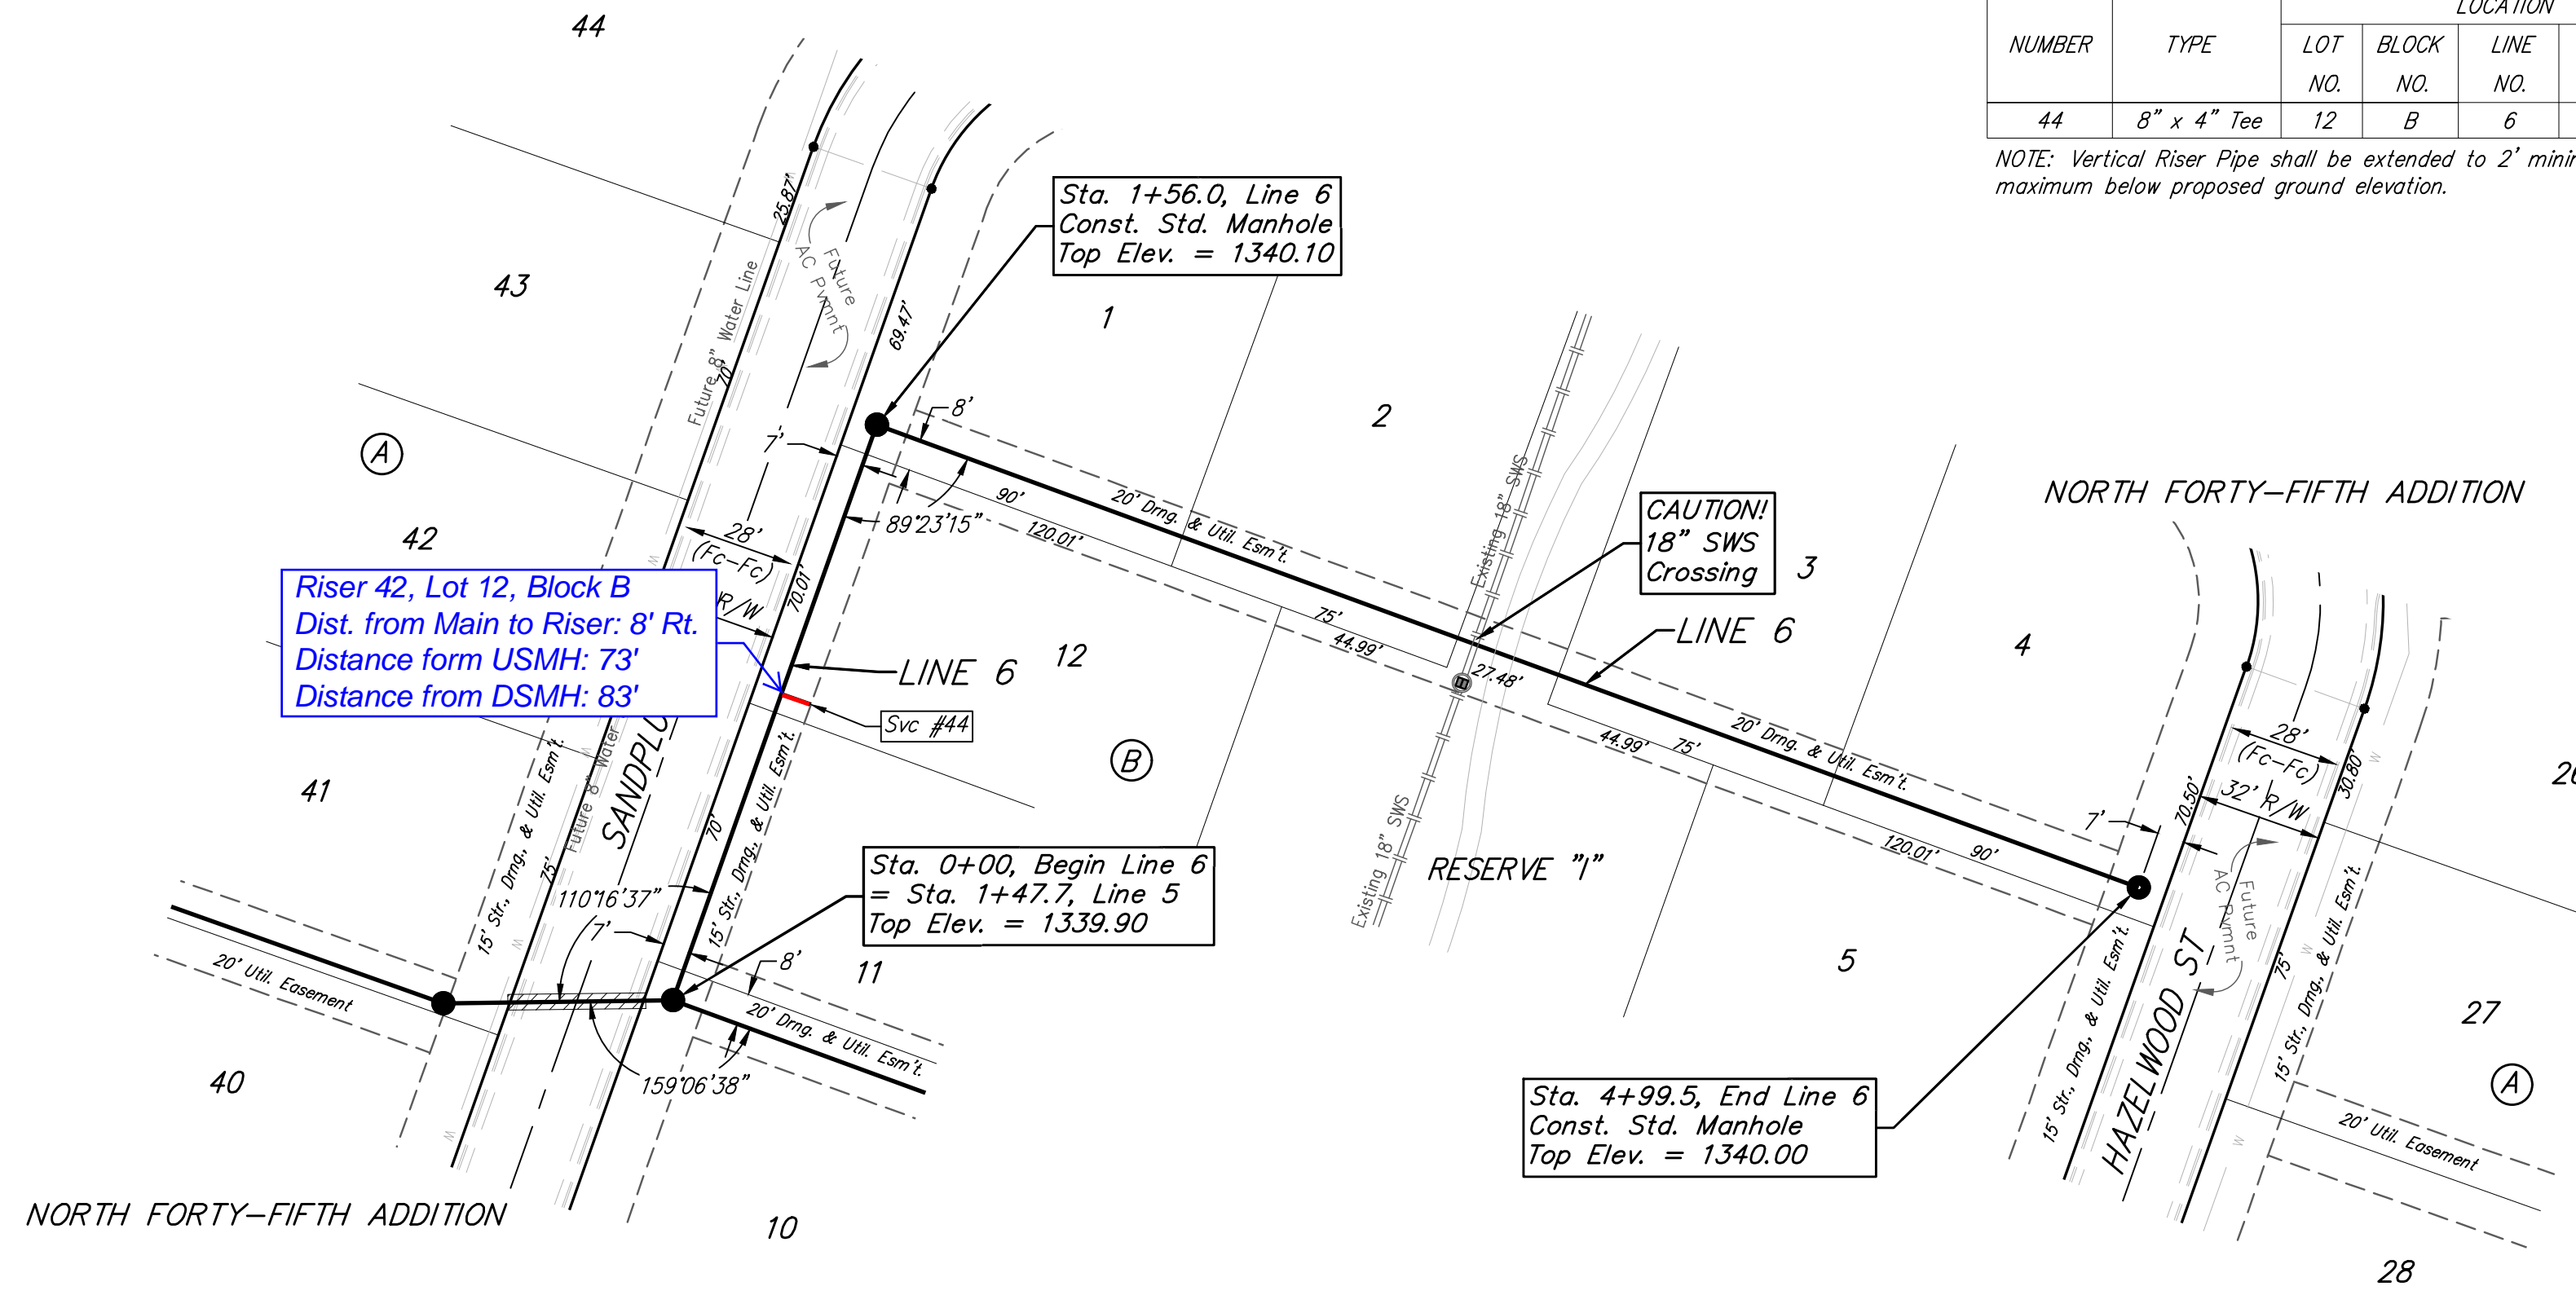 44
LOCATION
NUMBER
TYPE
LOT
NO.
BLOCK
NO.
LINE
NO.
44
8" x 4" Tee
12
B
6
NOTE: Vertical Riser Pipe shall be extended to 2'
maximum below proposed ground elevation.
Sta. 1+56.0, Line 6
Const. Std. Manhole
Top Elev. = 1340.10
25.87'
Future
AC Pvmnt
43
Future 8" Water Line
70'
69.47'
1
2
8'
7'
A
89°23'15"
90'
120.01'
20' Drng. & Util. Esm't.
Existing 18" SWS
CAUTION!
18" SWS
Crossing
3
NORTH FORTY-FIFTH ADDITION
42
28'
(Fc-Fc)
R/W
70.01'
Riser 42, Lot 12, Block B
Dist. from Main to Riser: 8' Rt.
Distance form USMH: 73'
Distance from DSMH: 83'
LINE 6
12
75'
44.99'
27.48'
LINE 6
4
Svc #44
B
41
15' Str., Drng., & Util. Esm't.
Future 8" Water
75'
70'
15' Str., Drng., & Util. Esm't.
110°16'37"
7'
Sta. 0+00, Begin Line 6
= Sta. 1+47.7, Line 5
Top Elev. = 1339.90
Existing 18" SWS
RESERVE "1"
44.99'
75'
20' Drng. & Util. Esm't.
120.01'
90'
7'
28'
(Fc-Fc)
32' R/W
70.50'
30.80'
Future
AC Pvmnt
20' Util. Easement
8'
11
20' Drng. & Util. Esm't.
159°06'38"
40
5
HAZELWOOD ST
15' Str., Drng., & Util. Esm't.
75'
15' Str., Drng., & Util. Esm't.
27
A
20' Util. Easement
Sta. 4+99.5, End Line 6
Const. Std. Manhole
Top Elev. = 1340.00
NORTH FORTY-FIFTH ADDITION
10
28